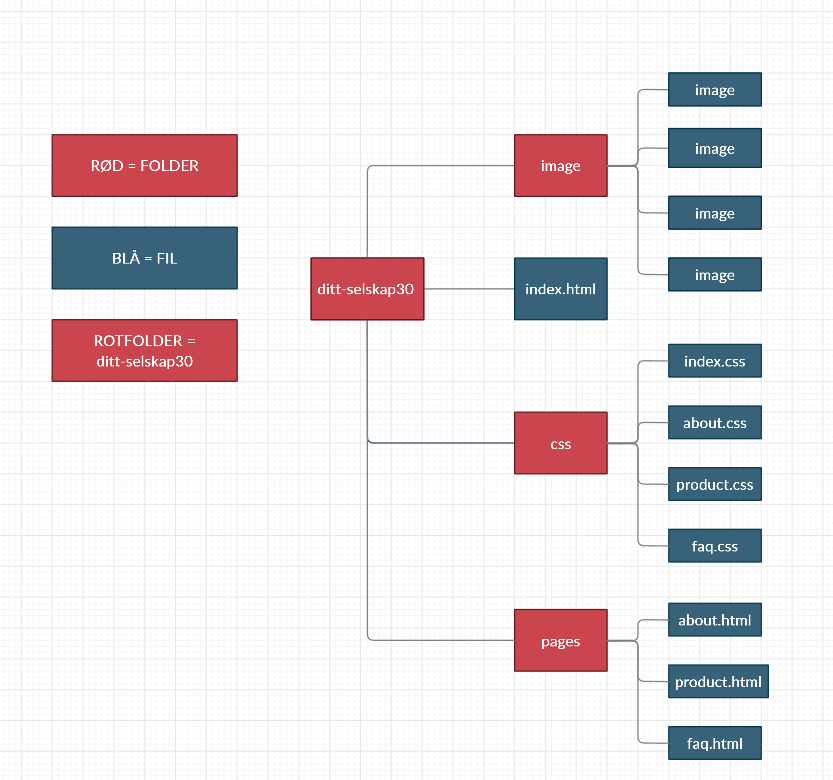 RØD = FOLDER
BLÅ = FIL
ROTFOLDER =
ditt-selskap30
ditt-selskap30
image
image
image
image
image
index.html
css
index.css
about.css
product.css
faq.css
pages
about.html
product.html
faq.html